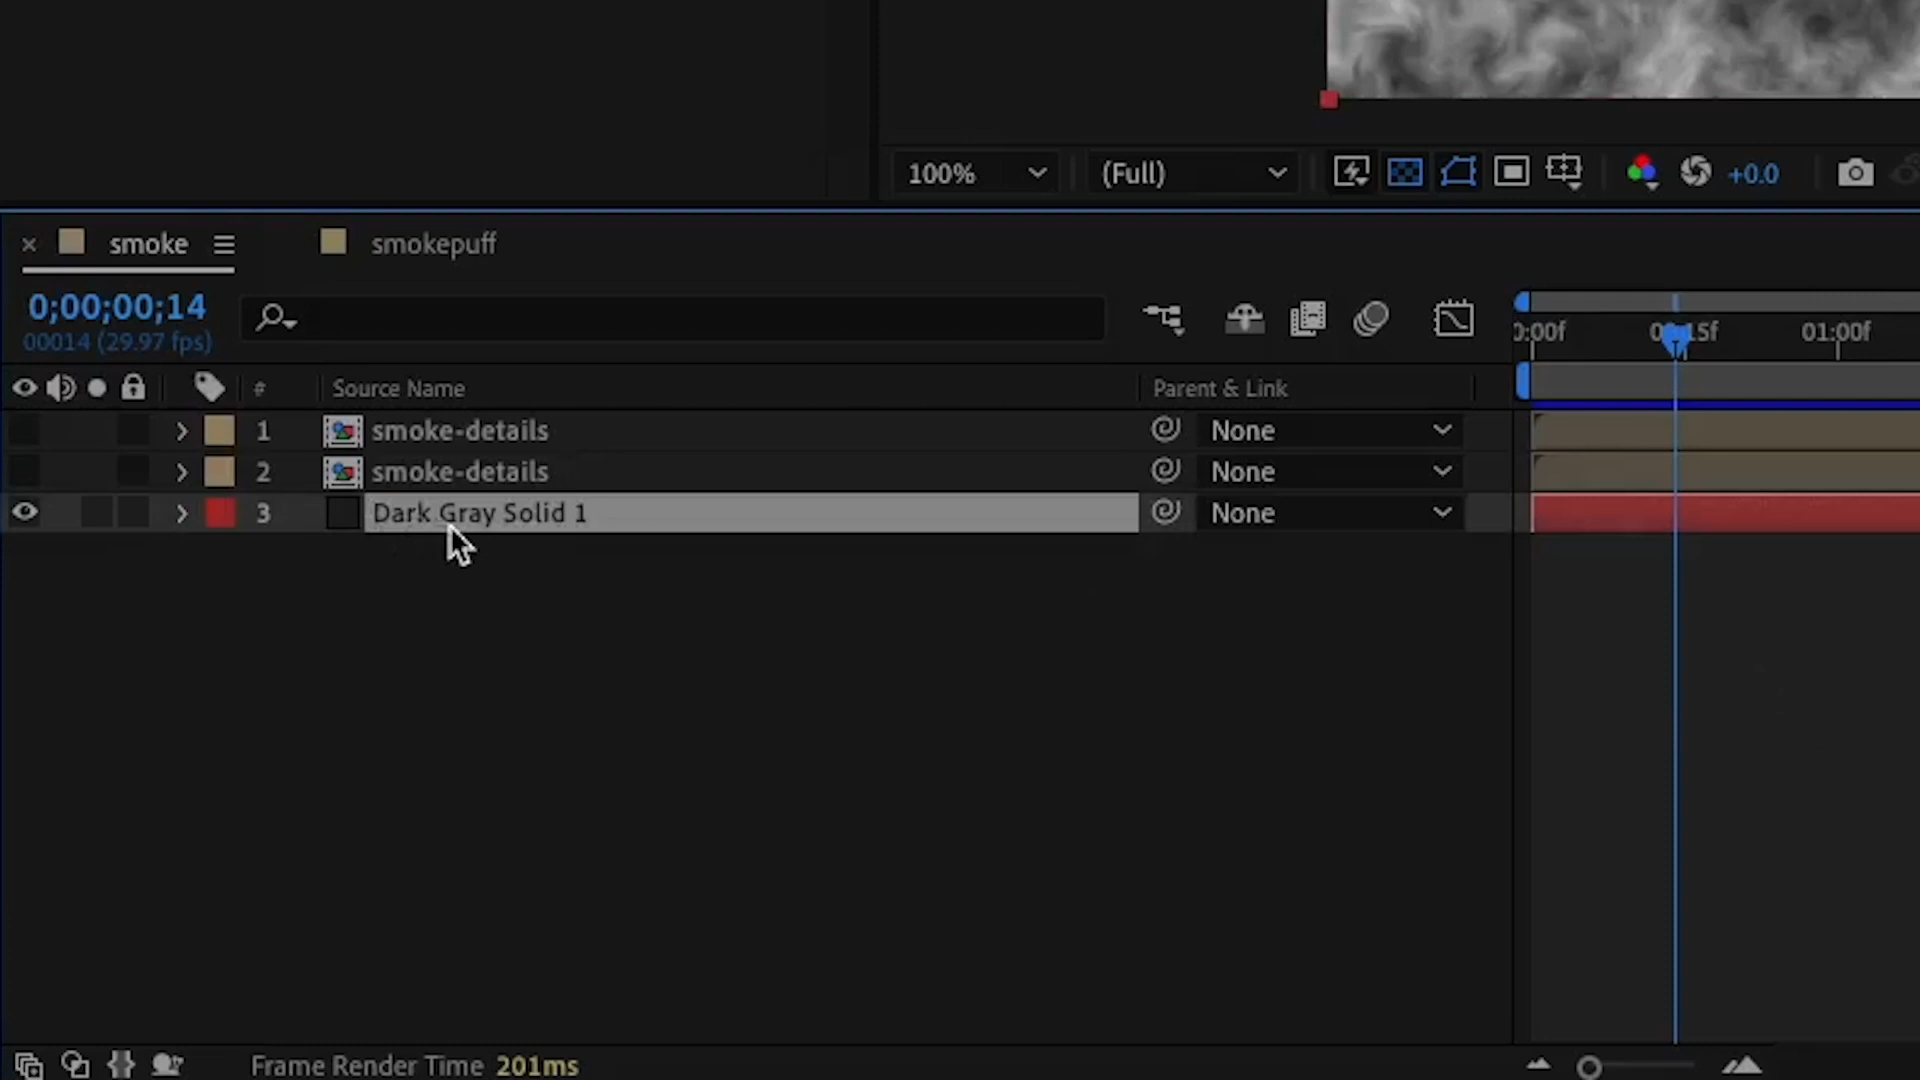 100% (Full) +0.0
smoke smokepuff
0;00;00;14
00014 (29.97 fps)
0:00f 00:15f 01:00f
# Source Name Parent & Link
1 smoke-details None
2 smoke-details None
3 Dark Gray Solid 1 None
Frame Render Time 201ms